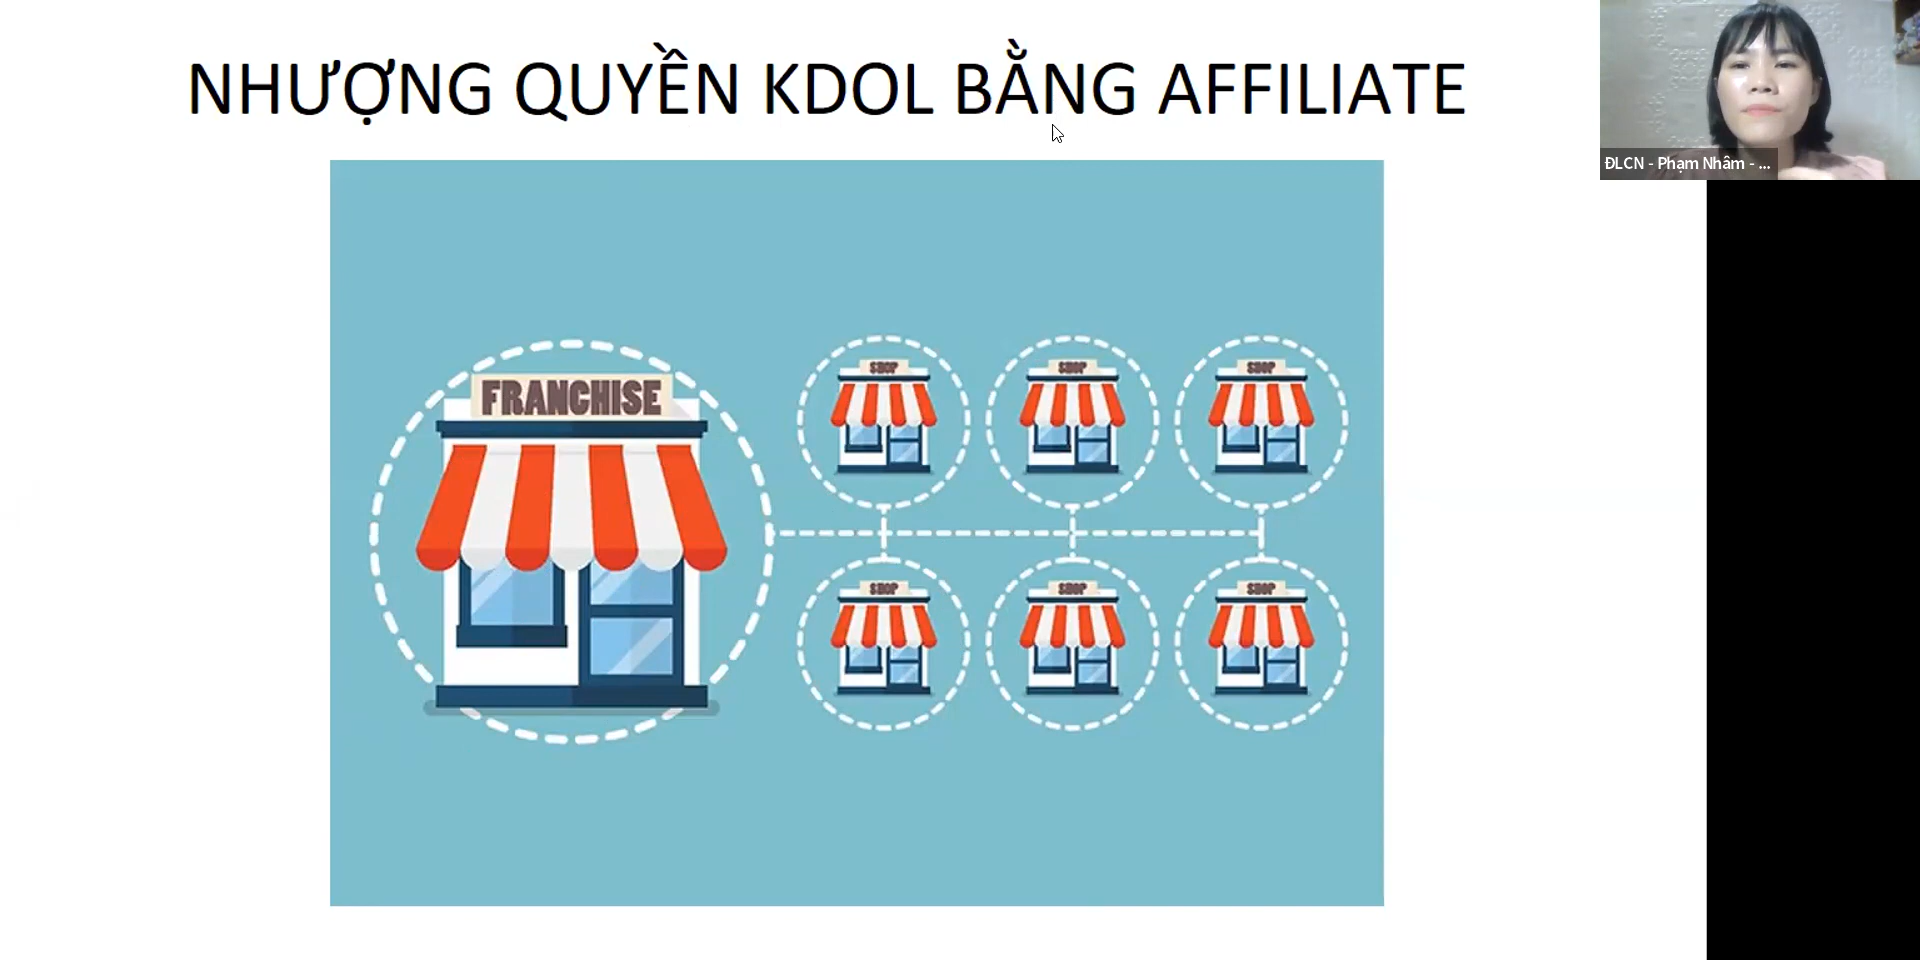 NHƯỢNG QUYỀN KDOL BẰNG AFFILIATE
ĐLCN - Phạm Nhâm - ...
FRANCHISE
SHOP
SHOP
SHOP
SHOP
SHOP
SHOP